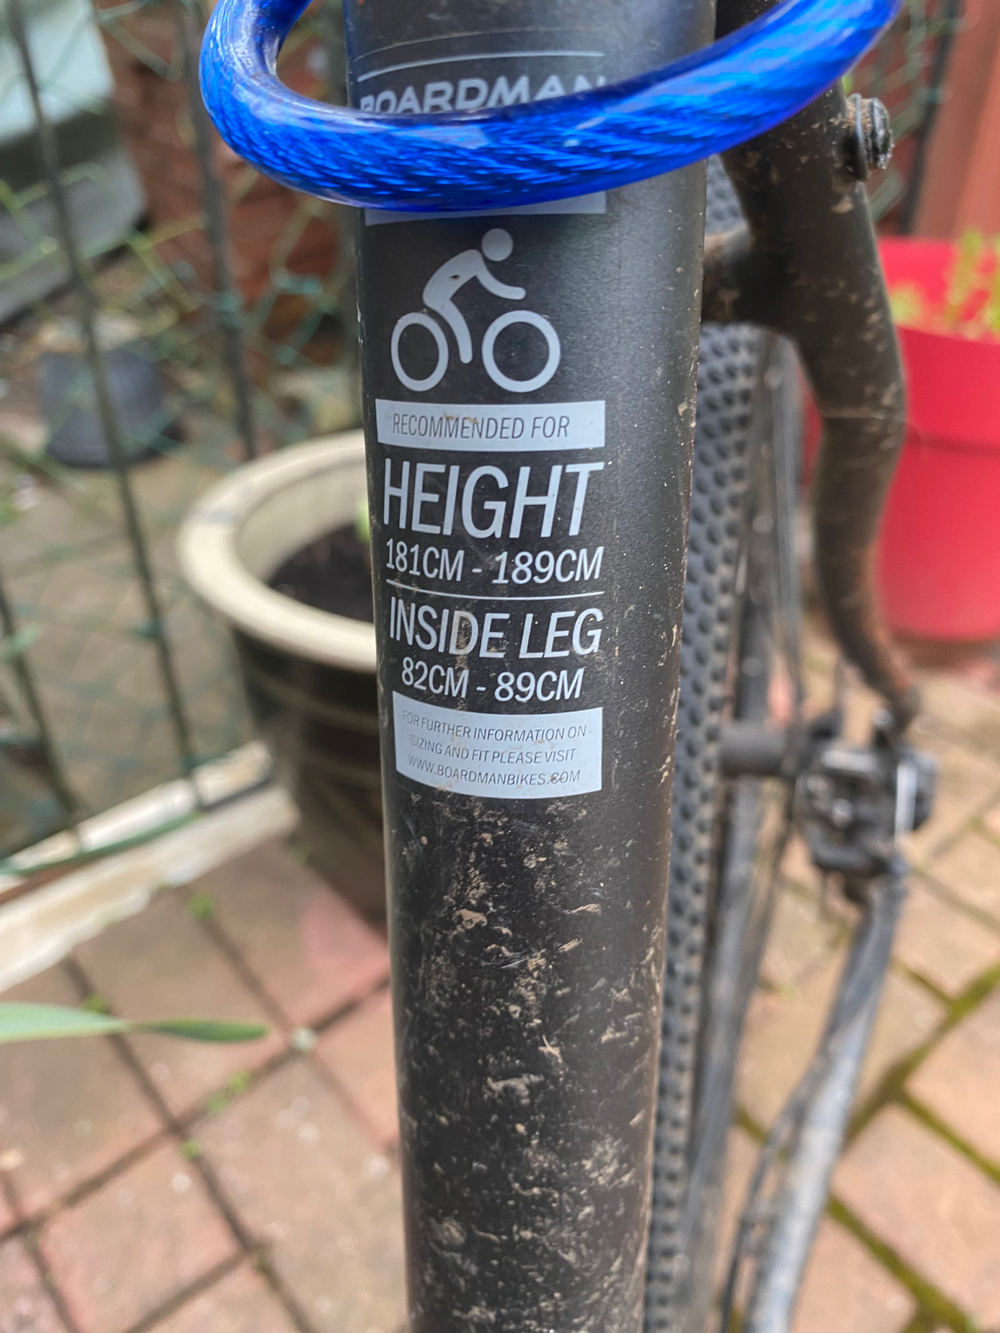 BOARDMAN
RECOMMENDED FOR
HEIGHT
181CM - 189CM
INSIDE LEG
82CM - 89CM
FOR FURTHER INFORMATION ON
SIZING AND FIT PLEASE VISIT
WWW.BOARDMANBIKES.COM